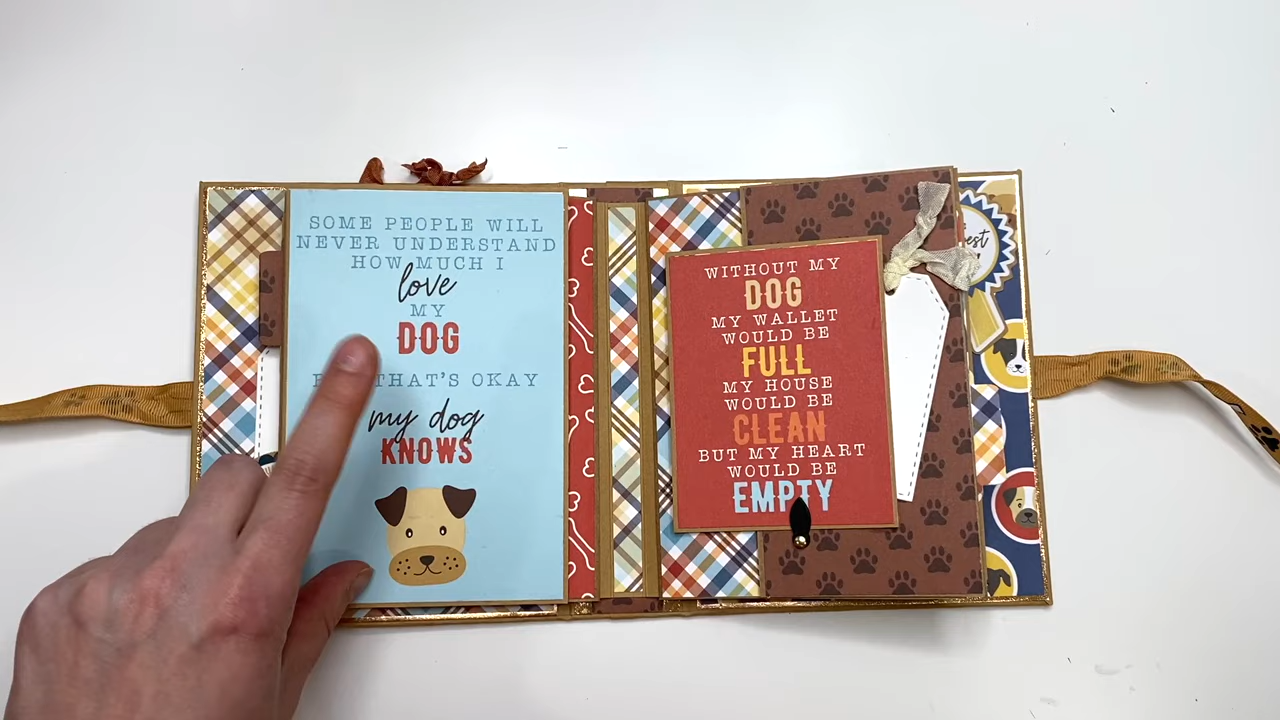 SOME PEOPLE WILL
NEVER UNDERSTAND
HOW MUCH I
love
MY
DOG
THAT'S OKAY
my dog
KNOWS
WITHOUT MY
DOG
MY WALLET
WOULD BE
FULL
MY HOUSE
WOULD BE
CLEAN
BUT MY HEART
WOULD BE
EMPTY